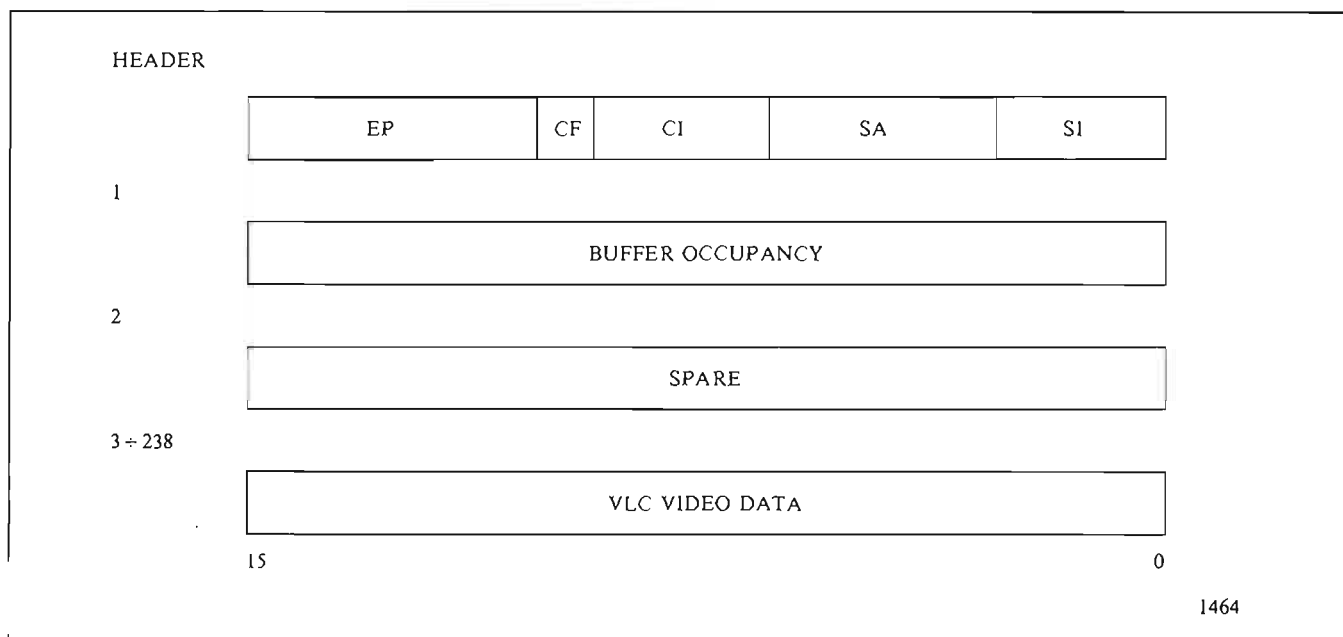 HEADER
EP CF CI SA SI
1
BUFFER OCCUPANCY
2
SPARE
3 ÷ 238
VLC VIDEO DATA
15 0
1464